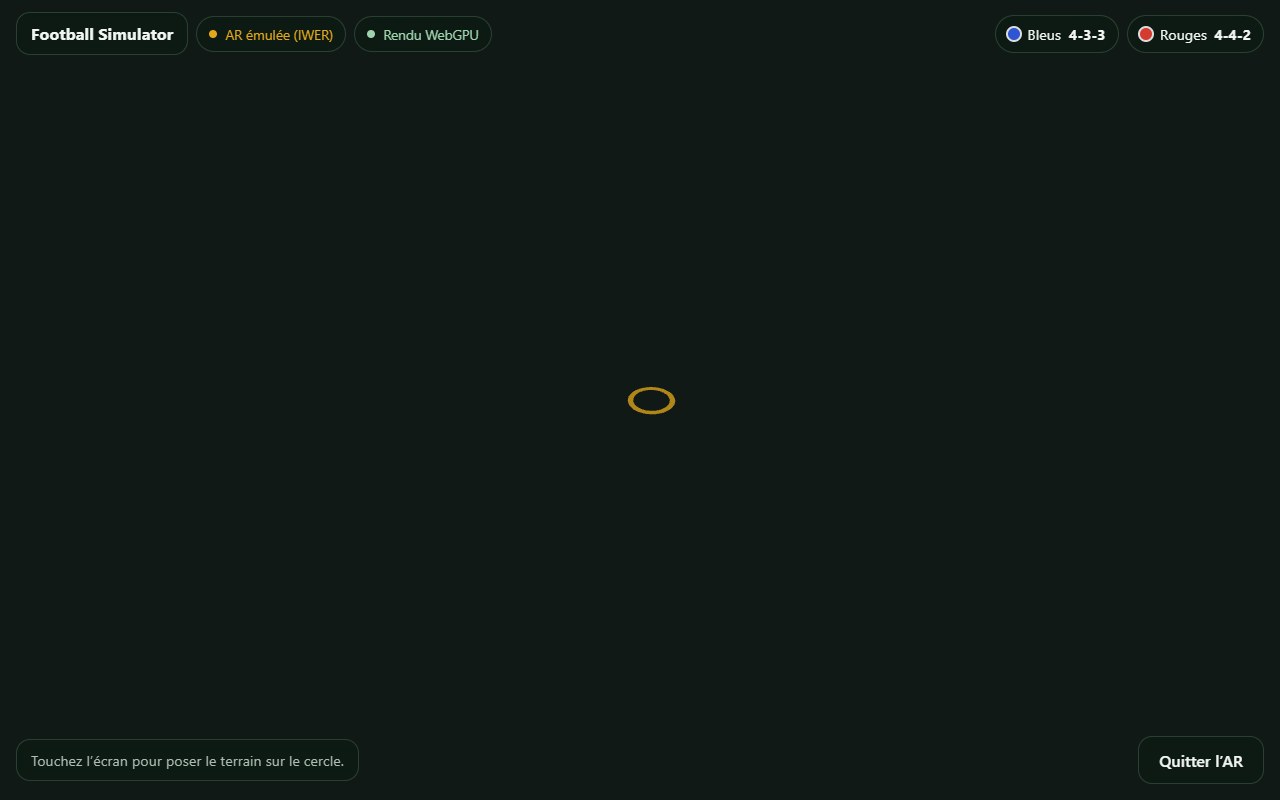 Football Simulator
AR émulée (IWER)
Rendu WebGPU
Bleus 4-3-3
Rouges 4-4-2
Touchez l’écran pour poser le terrain sur le cercle.
Quitter l’AR